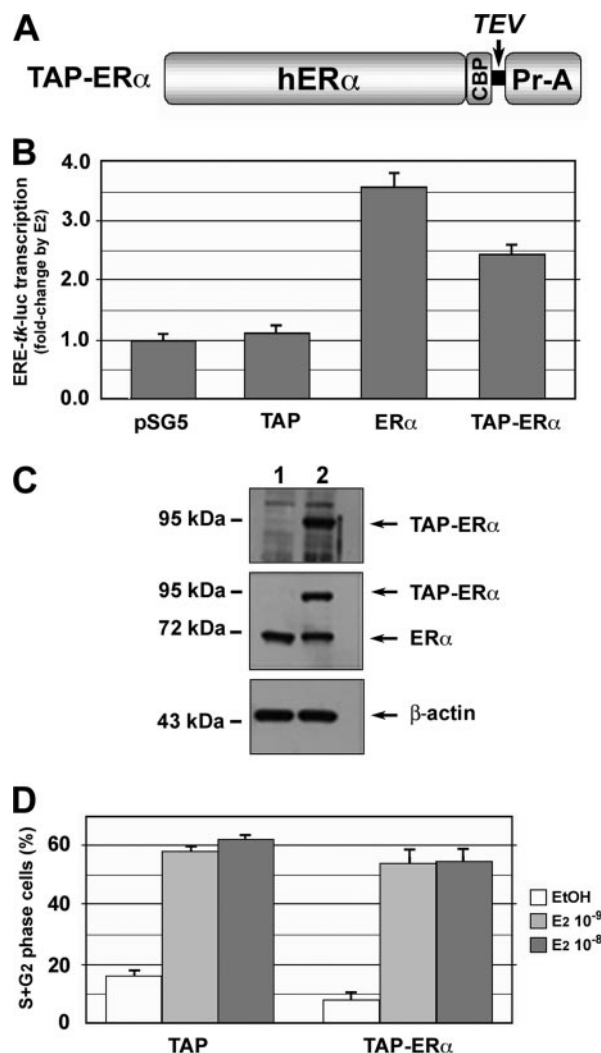 A
TEV
TAP-ERα
hERα
CBP
Pr-A
B
ERE-tk-luc transcription
(fold-change by E2)
4.0
3.0
2.0
1.0
0.0
pSG5
TAP
ERα
TAP-ERα
C
1 2
95 kDa
TAP-ERα
95 kDa
TAP-ERα
72 kDa
ERα
43 kDa
β-actin
D
S+G2 phase cells (%)
60
40
20
0
EtOH
E2 10⁻⁹
E2 10⁻⁸
TAP
TAP-ERα